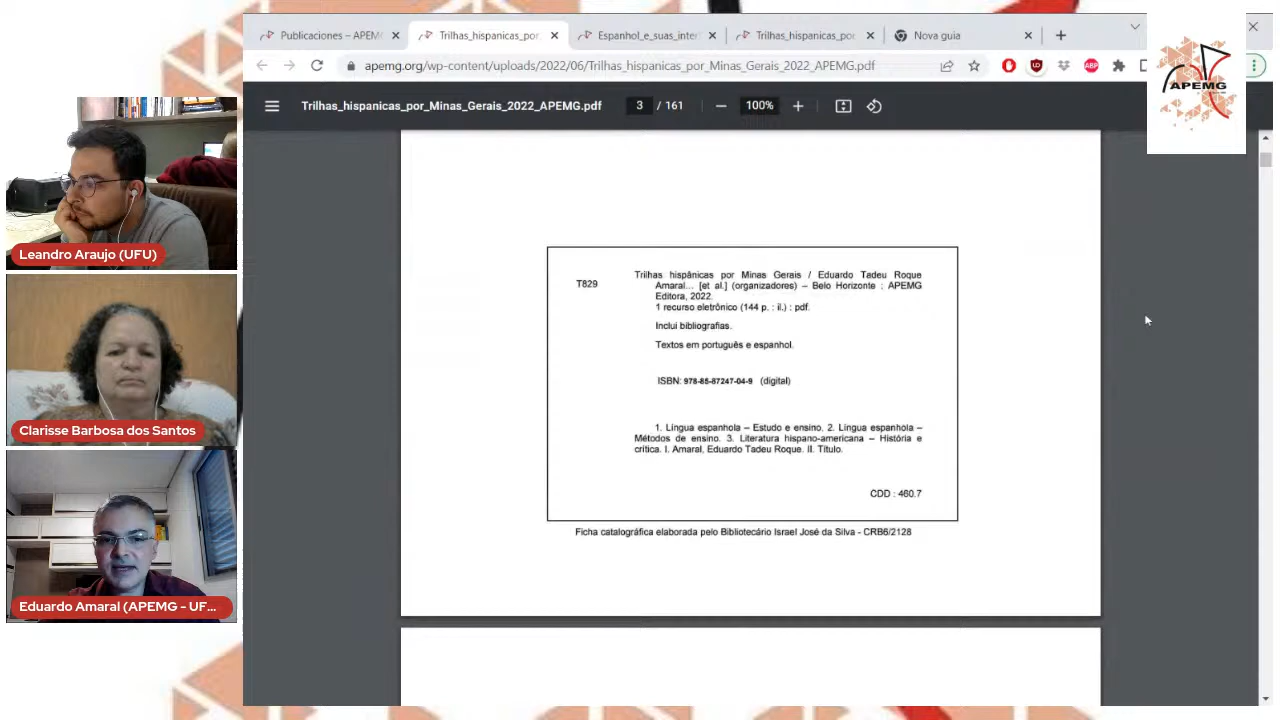 Publicaciones – APEM
Trilhas_hispanicas_por_
Espanhol_e_suas_inter
Trilhas_hispanicas_por_
Nova guia
apemg.org/wp-content/uploads/2022/06/Trilhas_hispanicas_por_Minas_Gerais_2022_APEMG.pdf
ABP
APEMG
Trilhas_hispanicas_por_Minas_Gerais_2022_APEMG.pdf
3 / 161
100%
T829
Trilhas hispânicas por Minas Gerais / Eduardo Tadeu Roque
Amaral... [et al.] (organizadores) – Belo Horizonte : APEMG
Editora, 2022.
1 recurso eletrônico (144 p. : il.) : pdf.
Inclui bibliografias.
Textos em português e espanhol.
ISBN: 978-85-87247-04-9 (digital)
1. Língua espanhola – Estudo e ensino. 2. Língua espanhola –
Métodos de ensino. 3. Literatura hispano-americana – História e
crítica. I. Amaral, Eduardo Tadeu Roque. II. Título.
CDD : 460.7
Ficha catalográfica elaborada pelo Bibliotecário Israel José da Silva - CRB6/2128
Leandro Araujo (UFU)
Clarisse Barbosa dos Santos
Eduardo Amaral (APEMG - UF...